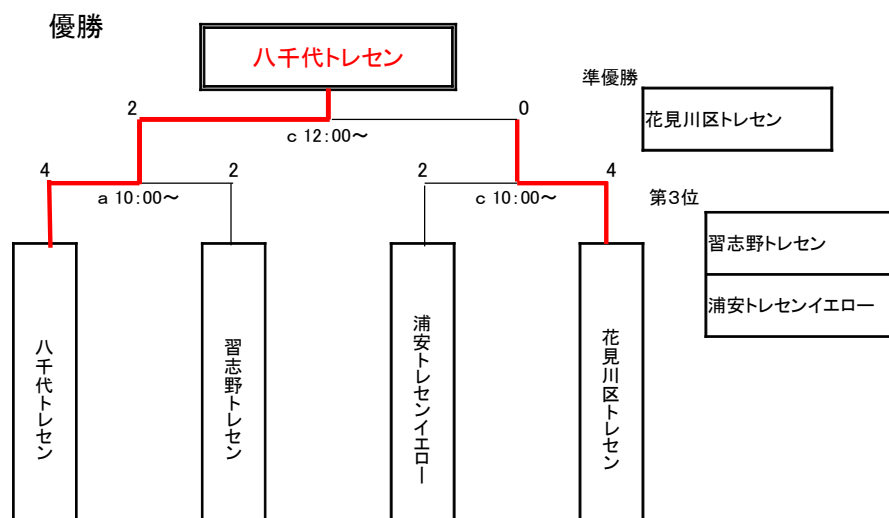 優勝
八千代トレセン
準優勝
花見川区トレセン
2
0
c 12:00～
4
2
2
4
a 10:00～
c 10:00～
第3位
習志野トレセン
浦安トレセンイエロー
八千代トレセン
習志野トレセン
浦安トレセンイエロー
花見川区トレセン